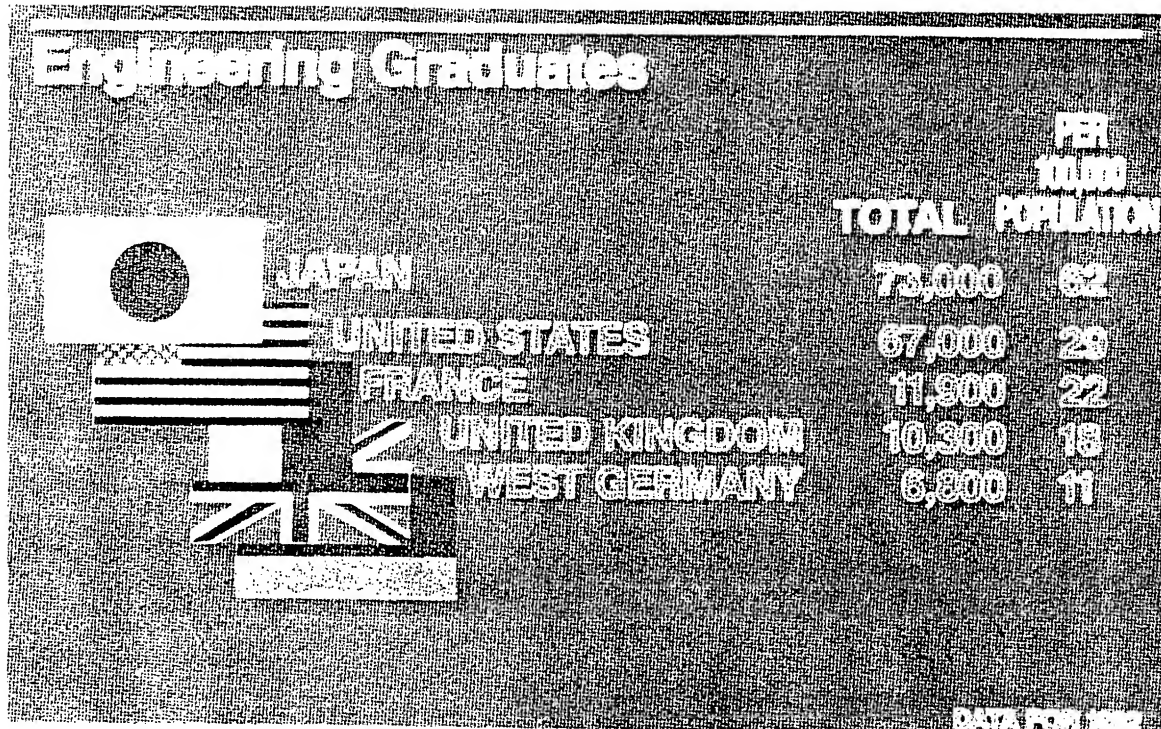 Engineering Graduates
PER
100,000
TOTAL POPULATION
JAPAN 73,000 62
UNITED STATES 67,000 29
FRANCE 11,900 22
UNITED KINGDOM 10,300 18
WEST GERMANY 6,800 11
DATA FOR